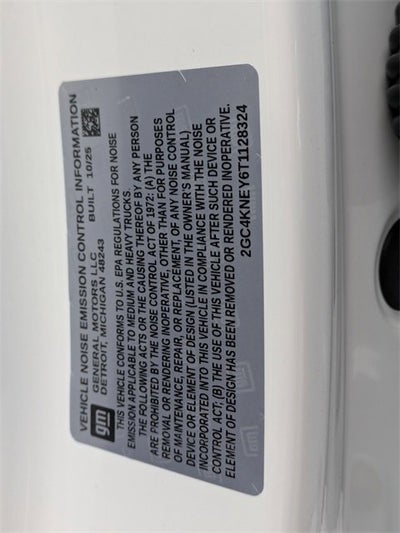 VEHICLE NOISE EMISSION CONTROL INFORMATION
gm
GENERAL MOTORS LLC
BUILT 10/25
DETROIT, MICHIGAN 48243
THIS VEHICLE CONFORMS TO U.S. EPA REGULATIONS FOR NOISE
EMISSION APPLICABLE TO MEDIUM AND HEAVY TRUCKS.
THE FOLLOWING ACTS OR THE CAUSING THEREOF BY ANY PERSON
ARE PROHIBITED BY THE NOISE CONTROL ACT OF 1972: (A) THE
REMOVAL OR RENDERING INOPERATIVE, OTHER THAN FOR PURPOSES
OF MAINTENANCE, REPAIR, OR REPLACEMENT, OF ANY NOISE CONTROL
DEVICE OR ELEMENT OF DESIGN (LISTED IN THE OWNER'S MANUAL)
INCORPORATED INTO THIS VEHICLE IN COMPLIANCE WITH THE NOISE
CONTROL ACT; (B) THE USE OF THIS VEHICLE AFTER SUCH DEVICE OR
ELEMENT OF DESIGN HAS BEEN REMOVED OR RENDERED INOPERATIVE.
2GC4KNEY6T1128324